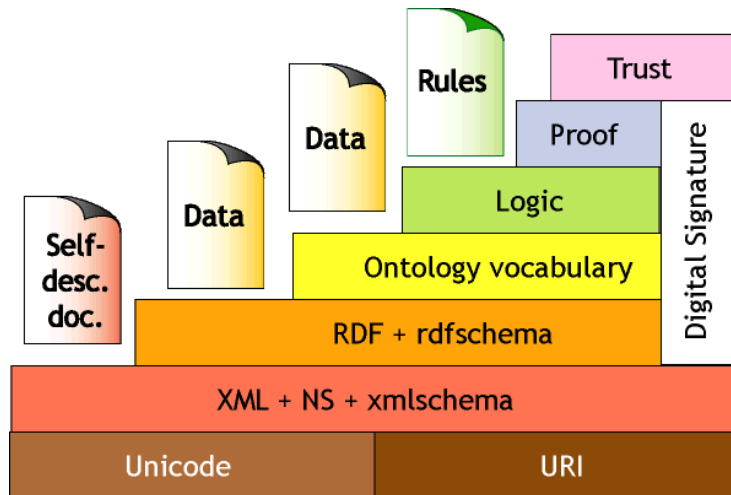 Rules
Trust
Data
Proof
Data
Logic
Self-
desc.
doc.
Ontology vocabulary
Digital Signature
RDF + rdfschema
XML + NS + xmlschema
Unicode
URI